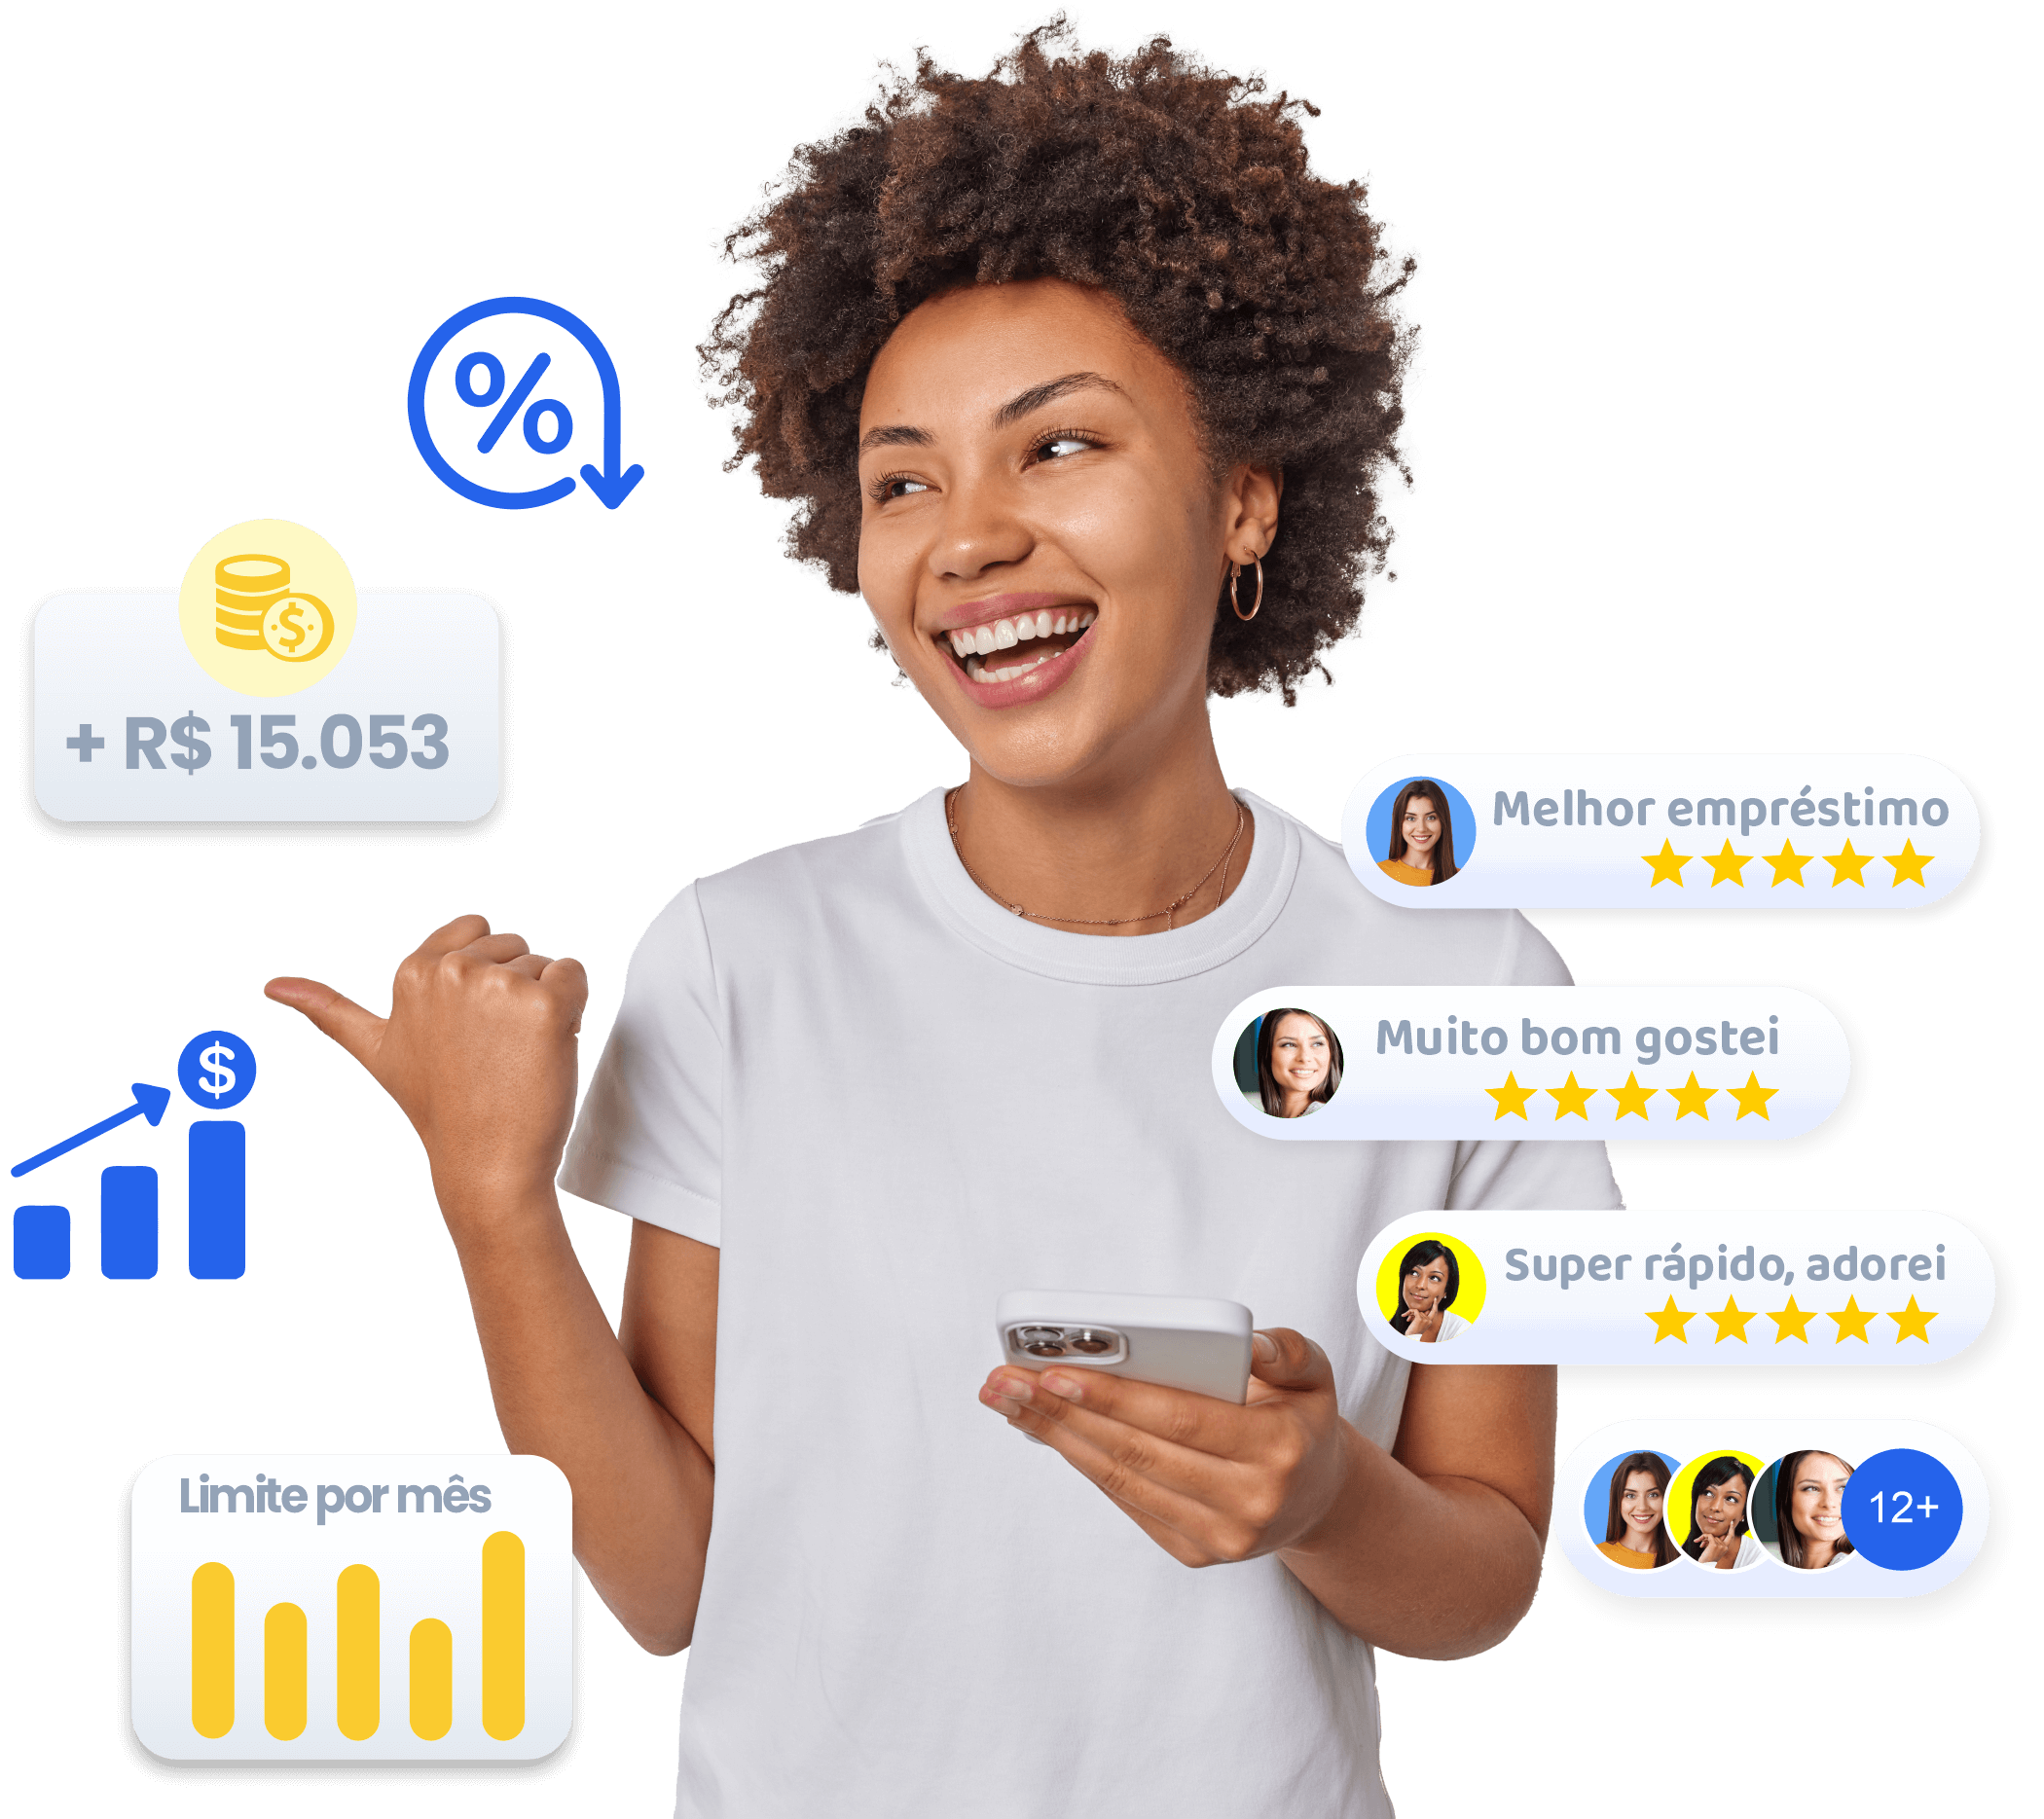 %
$
+ R$ 15.053
Melhor empréstimo
Muito bom gostei
$
Super rápido, adorei
Limite por mês
12+